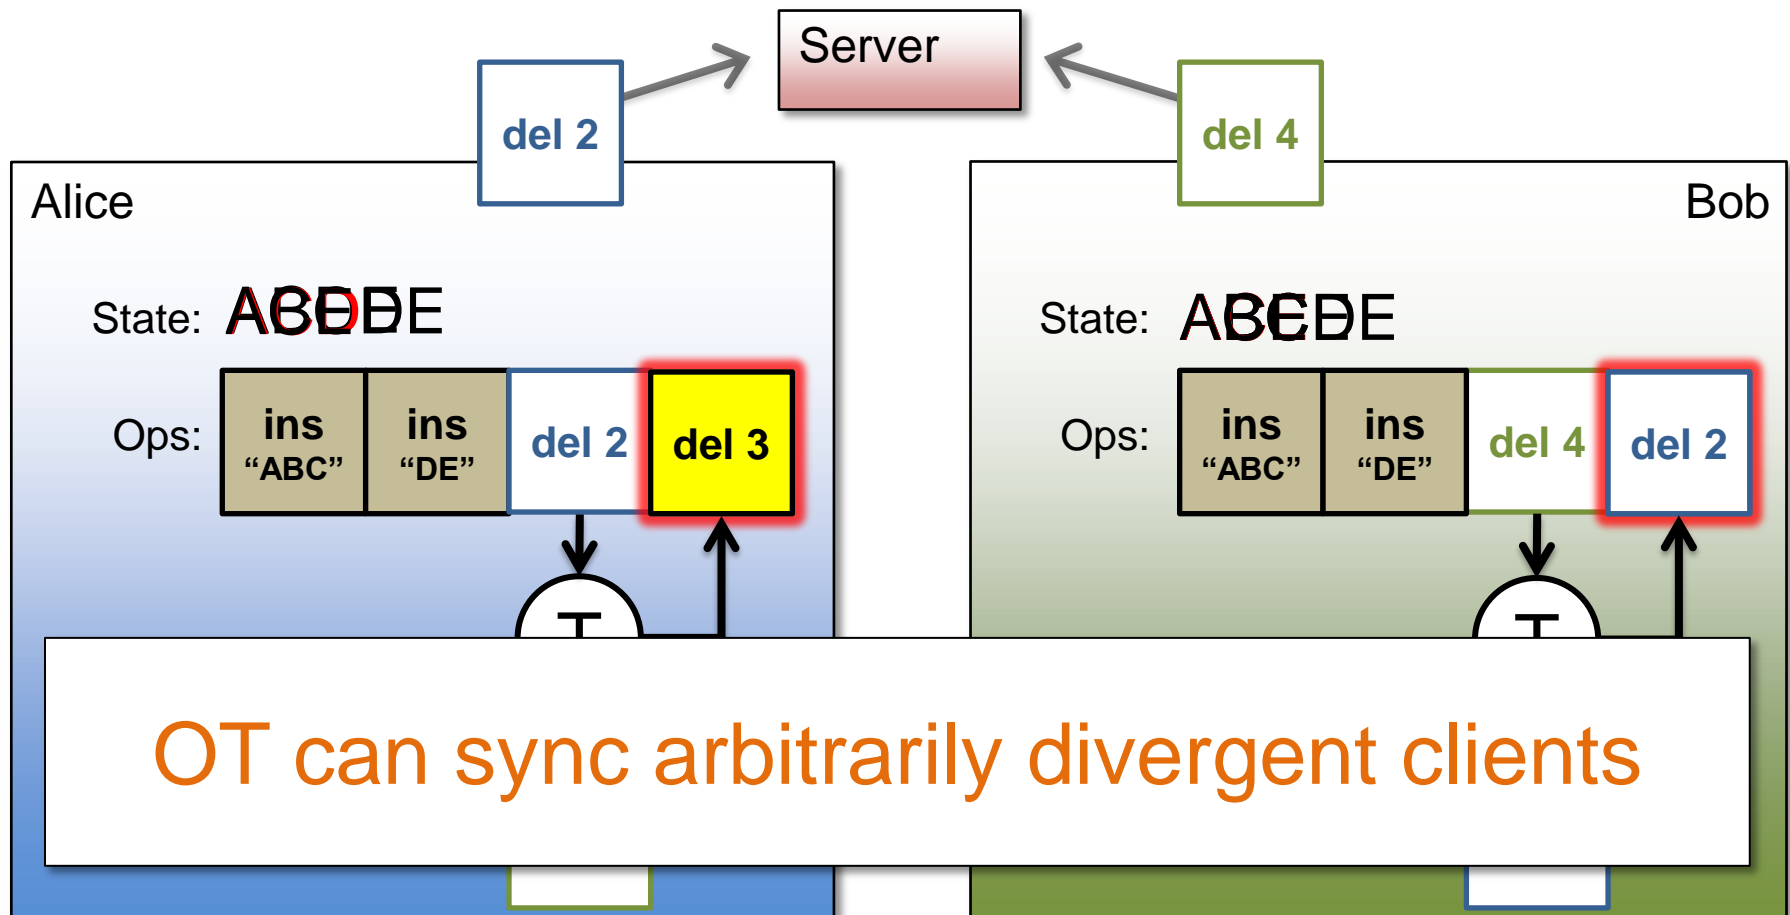 Server
del 2
del 4
Alice
Bob
State:
State:
Ops:
ins
“ABC”
ins
“DE”
del 2
del 3
Ops:
ins
“ABC”
ins
“DE”
del 4
del 2
T
T
OT can sync arbitrarily divergent clients